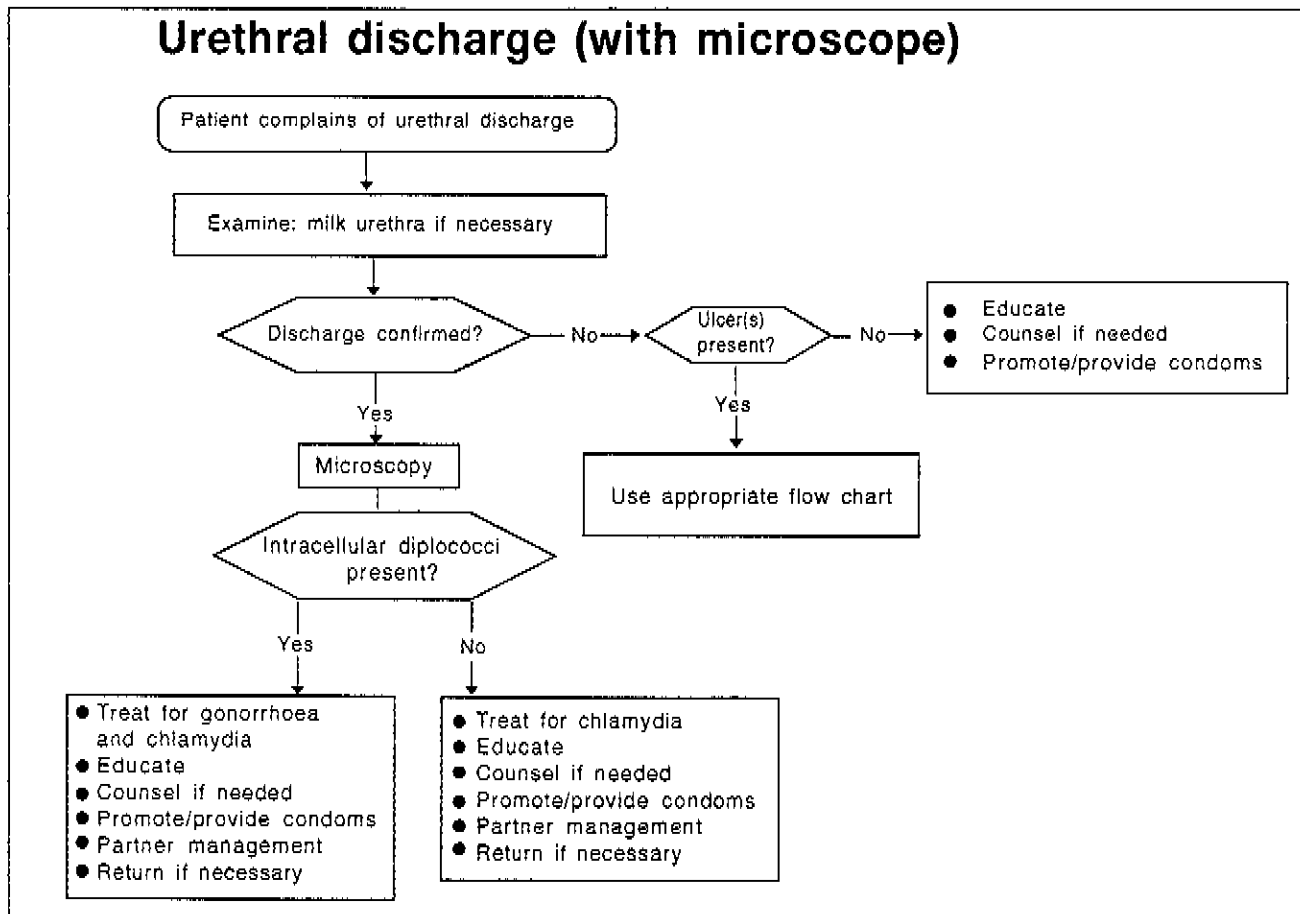 Urethral discharge (with microscope)
Patient complains of urethral discharge
Examine: milk urethra if necessary
Discharge confirmed?
No
Ulcer(s)
present?
No
● Educate
● Counsel if needed
● Promote/provide condoms
Yes
Yes
Microscopy
Use appropriate flow chart
Intracellular diplococci
present?
Yes
No
● Treat for gonorrhoea
and chlamydia
● Educate
● Counsel if needed
● Promote/provide condoms
● Partner management
● Return if necessary
● Treat for chlamydia
● Educate
● Counsel if needed
● Promote/provide condoms
● Partner management
● Return if necessary